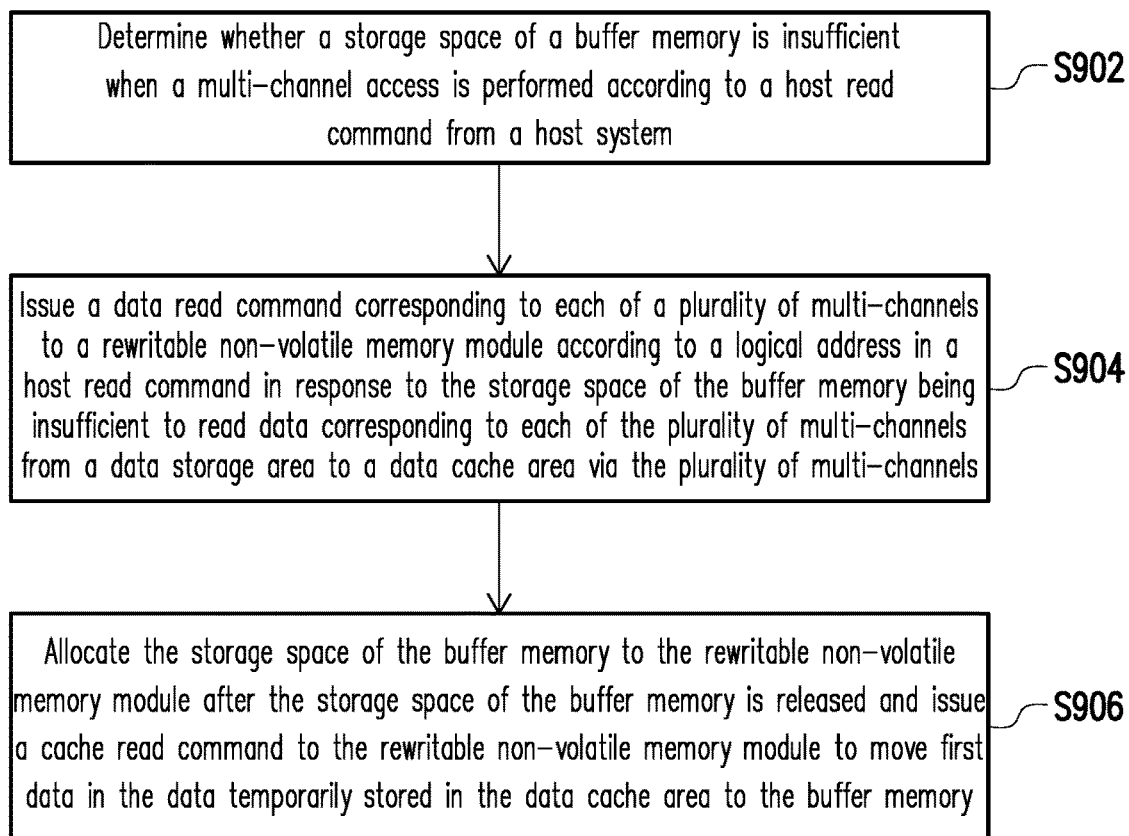 Determine whether a storage space of a buffer memory is insufficient
when a multi-channel access is performed according to a host read
command from a host system
S902
Issue a data read command corresponding to each of a plurality of multi-channels
to a rewritable non-volatile memory module according to a logical address in a
host read command in response to the storage space of the buffer memory being
insufficient to read data corresponding to each of the plurality of multi-channels
from a data storage area to a data cache area via the plurality of multi-channels
S904
Allocate the storage space of the buffer memory to the rewritable non-volatile
memory module after the storage space of the buffer memory is released and issue
a cache read command to the rewritable non-volatile memory module to move first
data in the data temporarily stored in the data cache area to the buffer memory
S906